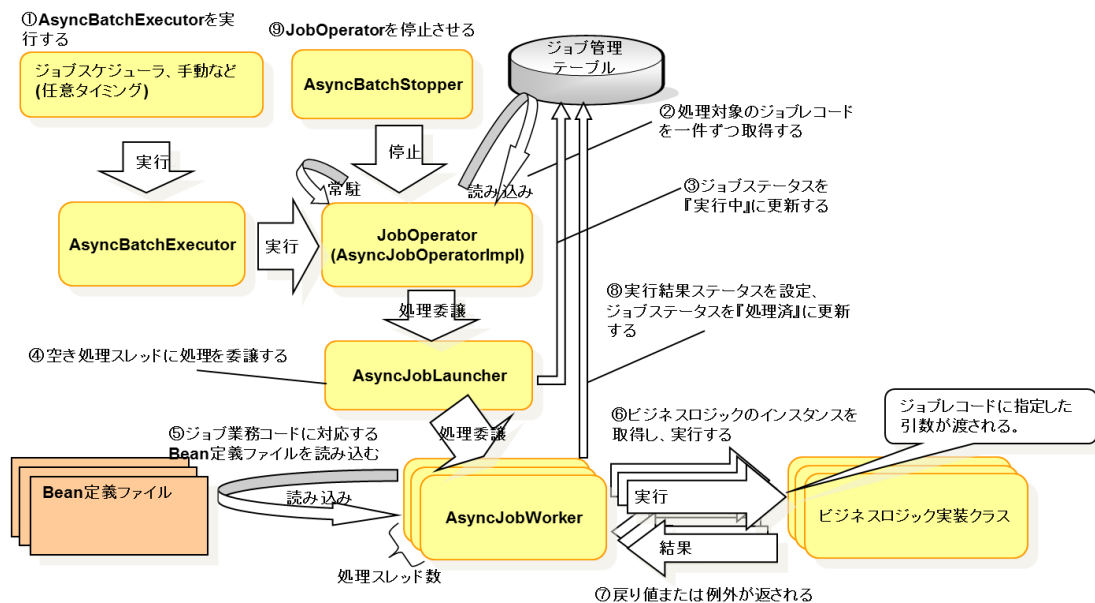 ①AsyncBatchExecutorを実
行する
ジョブスケジューラ、手動など
(任意タイミング)
⑨JobOperatorを停止させる
AsyncBatchStopper
ジョブ管理
テーブル
②処理対象のジョブレコード
を一件ずつ取得する
実行
停止
常駐
読み込み
③ジョブステータスを
『実行中』に更新する
AsyncBatchExecutor
実行
JobOperator
(AsyncJobOperatorImpl)
処理委譲
⑧実行結果ステータスを設定、
ジョブステータスを『処理済』に更新
する
④空き処理スレッドに処理を委譲する
AsyncJobLauncher
処理委譲
⑤ジョブ業務コードに対応する
Bean定義ファイルを読み込む
⑥ビジネスロジックのインスタンスを
取得し、実行する
ジョブレコードに指定した
引数が渡される。
Bean定義ファイル
読み込み
AsyncJobWorker
実行
ビジネスロジック実装クラス
結果
処理スレッド数
⑦戻り値または例外が返される